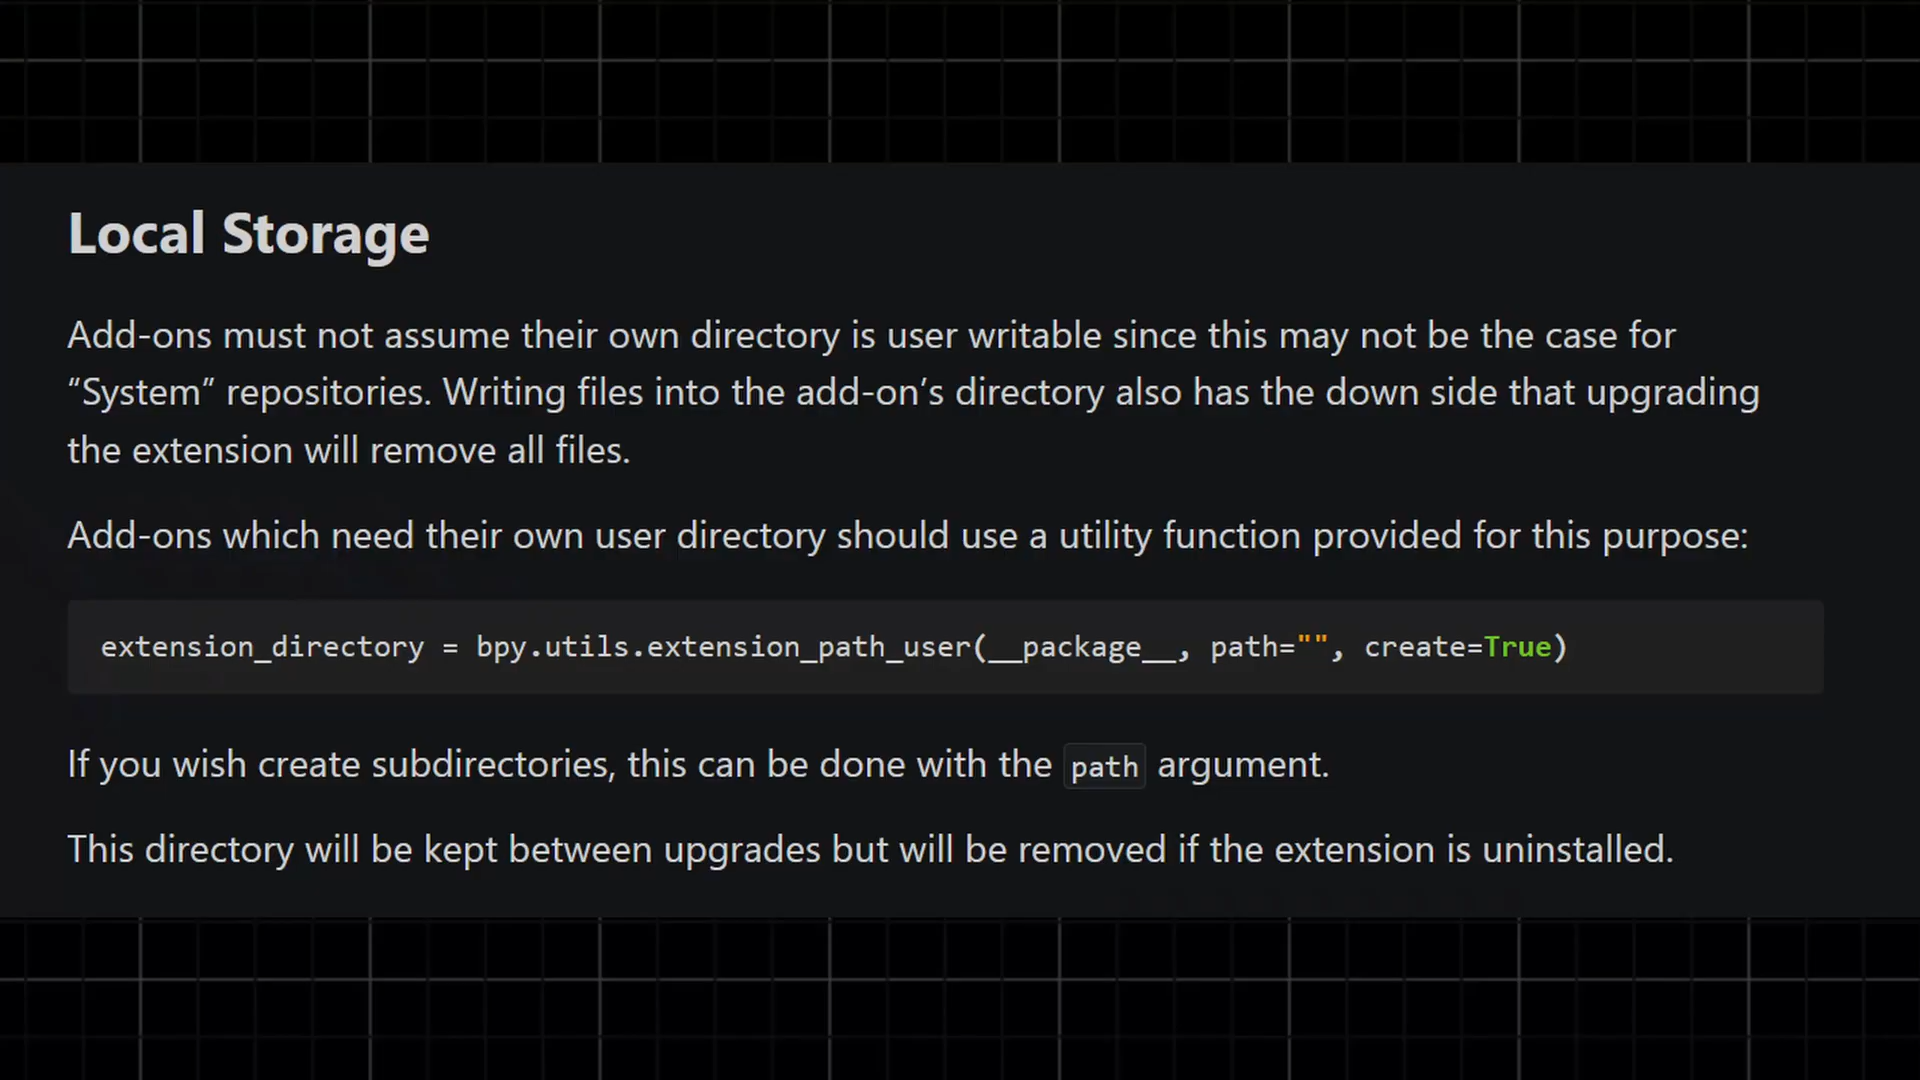 Local Storage
Add-ons must not assume their own directory is user writable since this may not be the case for
“System” repositories. Writing files into the add-on’s directory also has the down side that upgrading
the extension will remove all files.
Add-ons which need their own user directory should use a utility function provided for this purpose:
extension_directory = bpy.utils.extension_path_user(__package__, path="", create=True)
If you wish create subdirectories, this can be done with the path argument.
This directory will be kept between upgrades but will be removed if the extension is uninstalled.